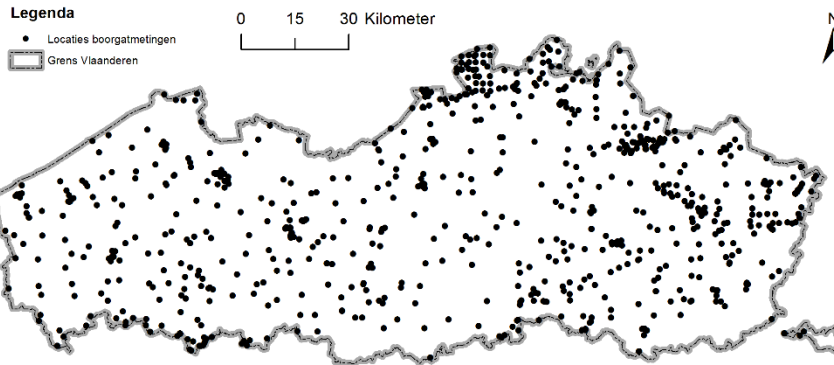 Legenda
Locaties boorgatmetingen
Grens Vlaanderen
0 15 30 Kilometer
N